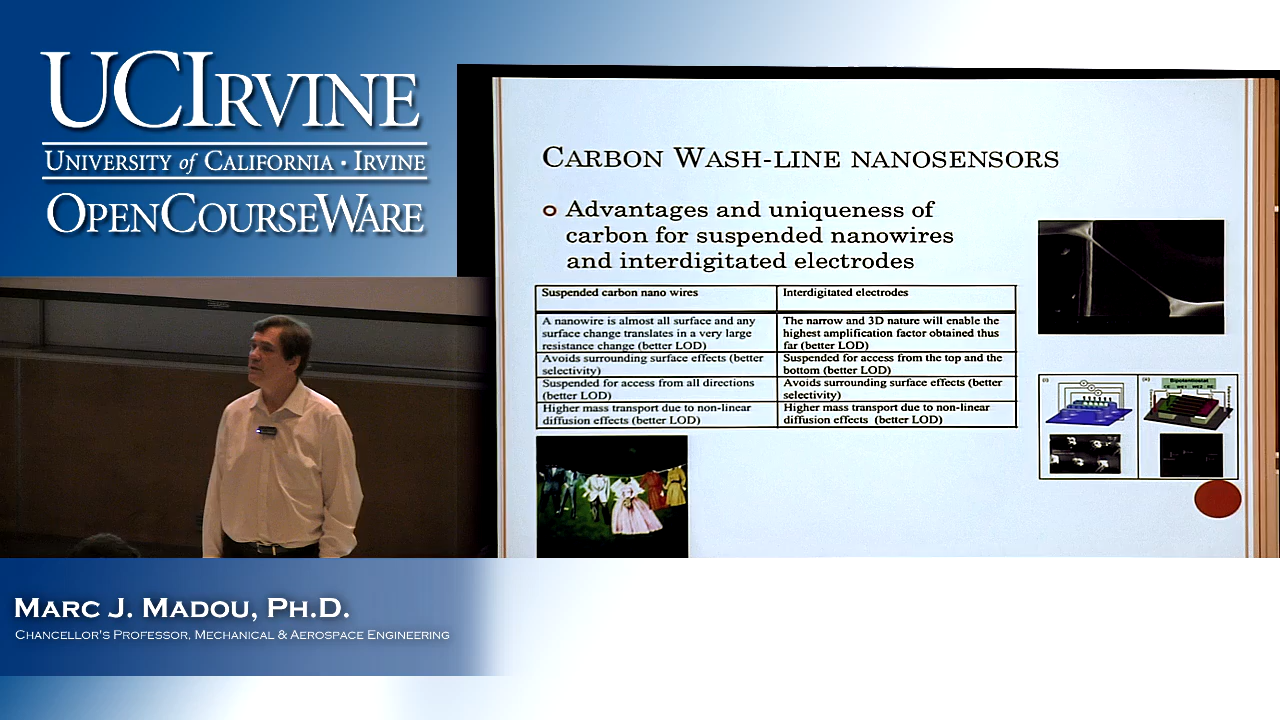 UCIRVINE
UNIVERSITY of CALIFORNIA · IRVINE
OPENCOURSEWARE
CARBON WASH-LINE NANOSENSORS
Advantages and uniqueness of
carbon for suspended nanowires
and interdigitated electrodes
Suspended carbon nano wires
Interdigitated electrodes
A nanowire is almost all surface and any
surface change translates in a very large
resistance change (better LOD)
The narrow and 3D nature will enable the
highest amplification factor obtained thus
far (better LOD)
Avoids surrounding surface effects (better
selectivity)
Suspended for access from the top and the
bottom (better LOD)
Suspended for access from all directions
(better LOD)
Avoids surrounding surface effects (better
selectivity)
Higher mass transport due to non-linear
diffusion effects (better LOD)
Higher mass transport due to non-linear
diffusion effects (better LOD)
(i)
(ii)
Bipotentiostat
CE WE1 WE2 RE
MARC J. MADOU, PH.D.
CHANCELLOR'S PROFESSOR, MECHANICAL & AEROSPACE ENGINEERING